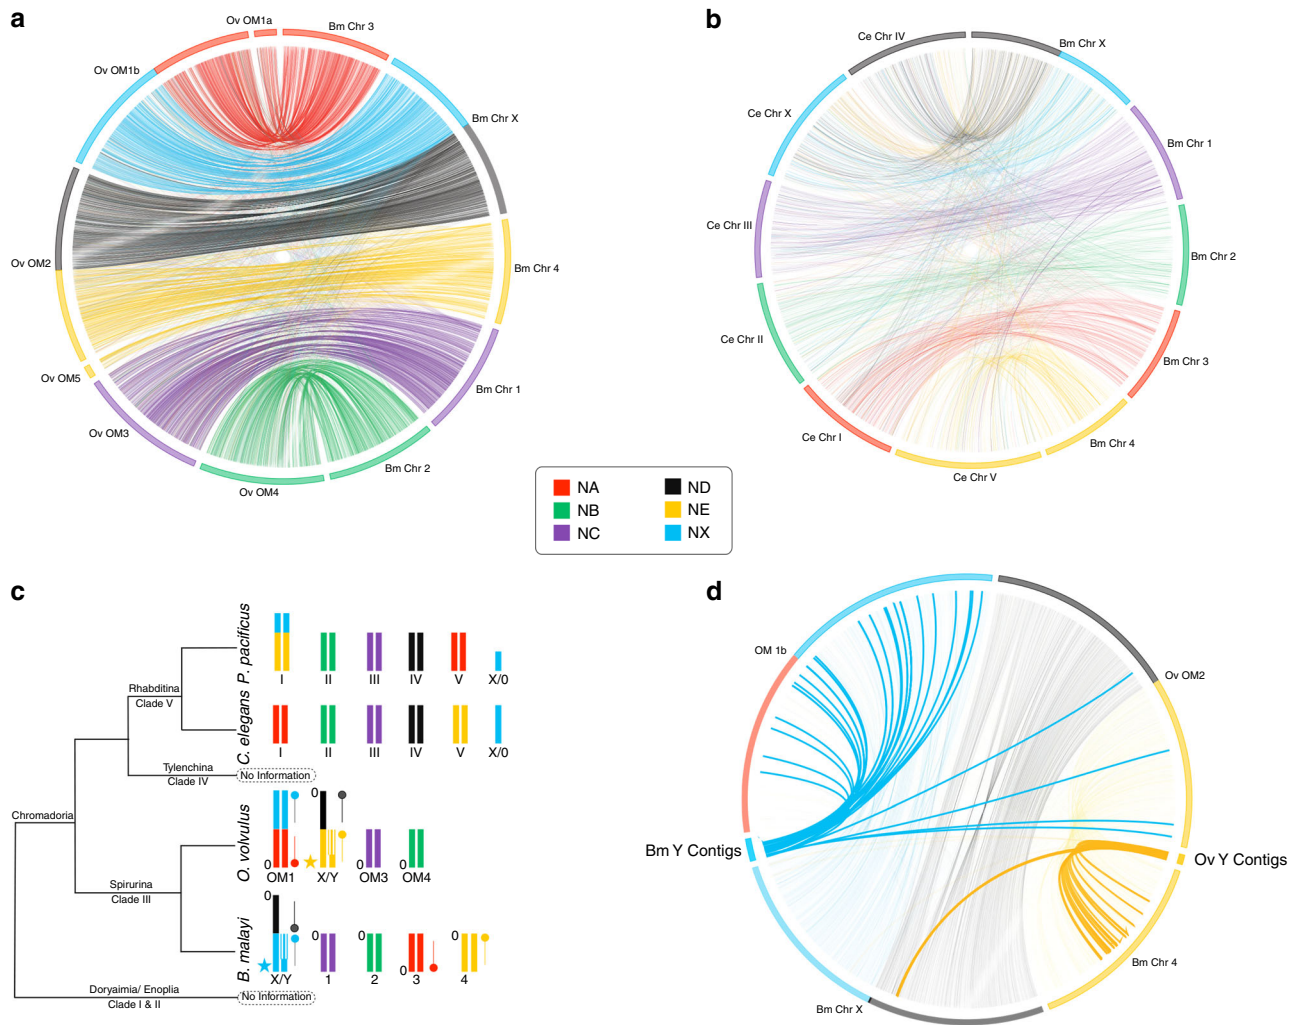 a
Ov OM1a
Bm Chr 3
Ov OM1b
Bm Chr X
Ov OM2
Bm Chr 4
Ov OM5
Ov OM3
Bm Chr 1
Bm Chr 2
Ov OM4
b
Ce Chr IV
Bm Chr X
Ce Chr X
Bm Chr 1
Ce Chr III
Bm Chr 2
Ce Chr II
Bm Chr 3
Ce Chr I
Bm Chr 4
Ce Chr V
NA
ND
NB
NE
NC
NX
c
P. pacificus
I
II
III
IV
V
X/0
Rhabditina
Clade V
C. elegans
I
II
III
IV
V
X/0
Tylenchina
Clade IV
No Information
Chromadoria
O. volvulus
0
0
0
0
OM1
X/Y
OM3
OM4
Spirurina
Clade III
B. malayi
0
0
0
0
0
X/Y
1
2
3
4
Doryaimia/ Enoplia
Clade I & II
No Information
d
OM 1b
Ov OM2
Bm Y Contigs
Ov Y Contigs
Bm Chr 4
Bm Chr X